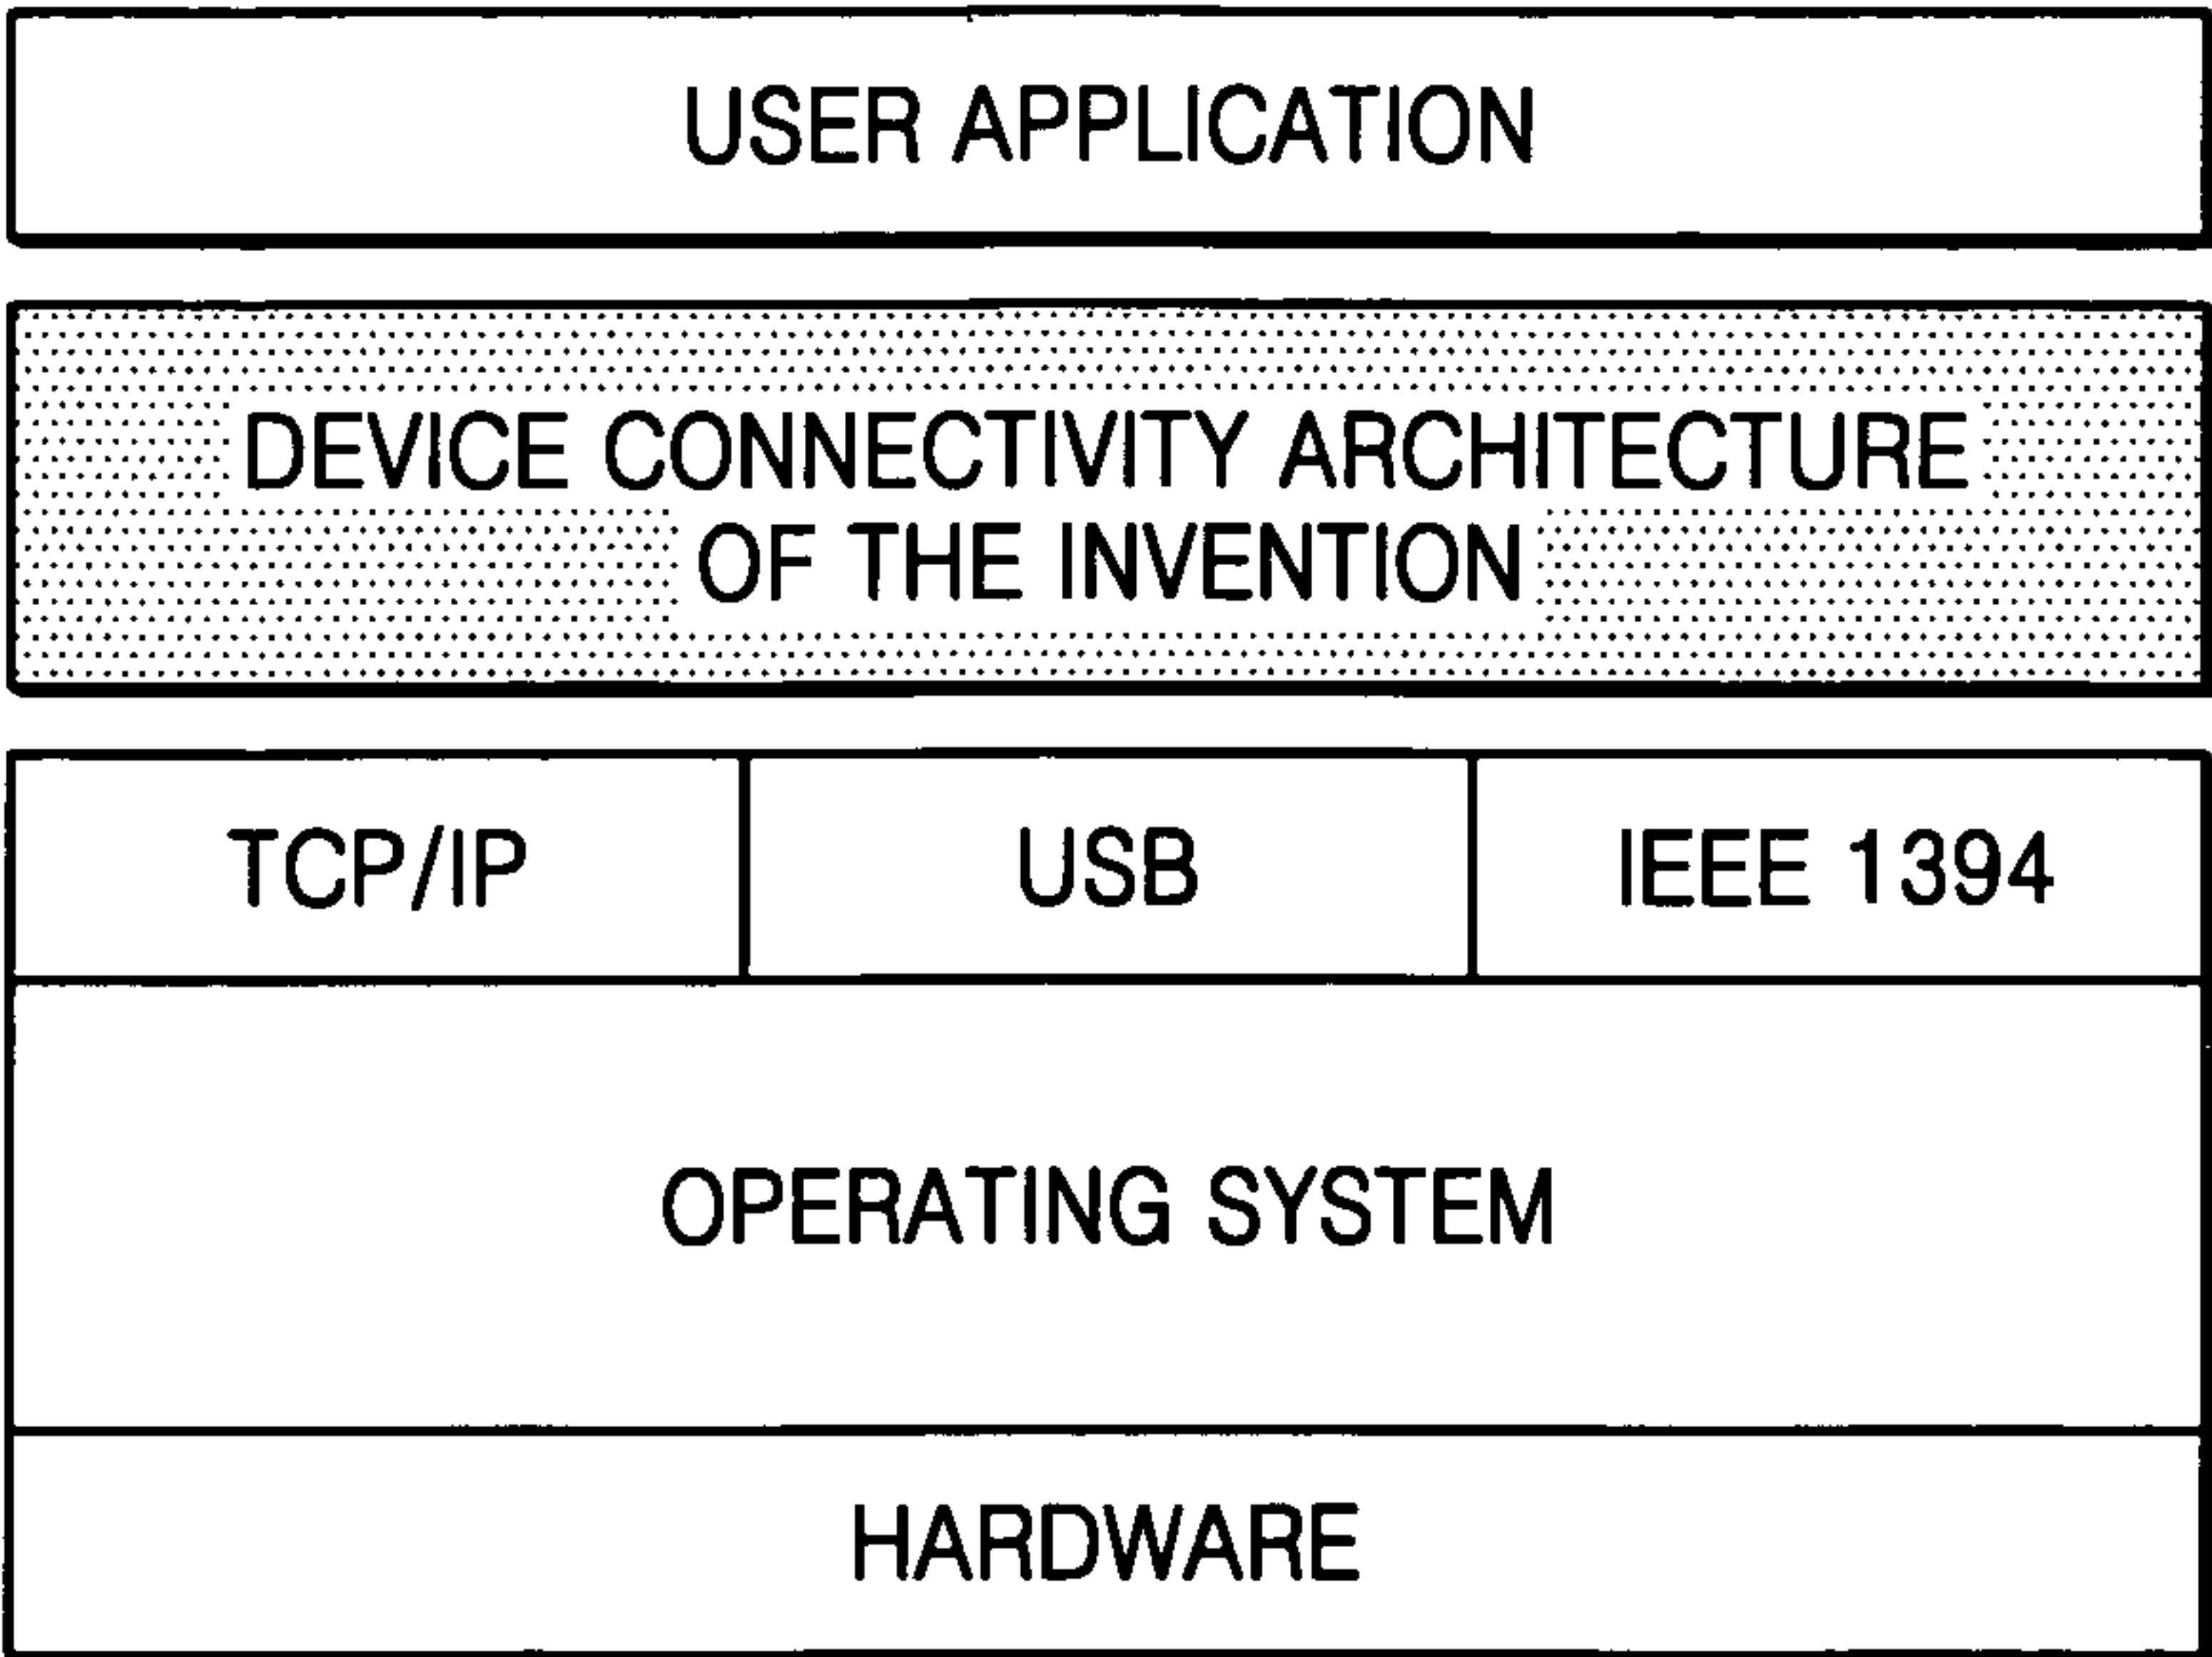 USER APPLICATION
DEVICE CONNECTIVITY ARCHITECTURE
OF THE INVENTION
TCP/IP
USB
IEEE 1394
OPERATING SYSTEM
HARDWARE